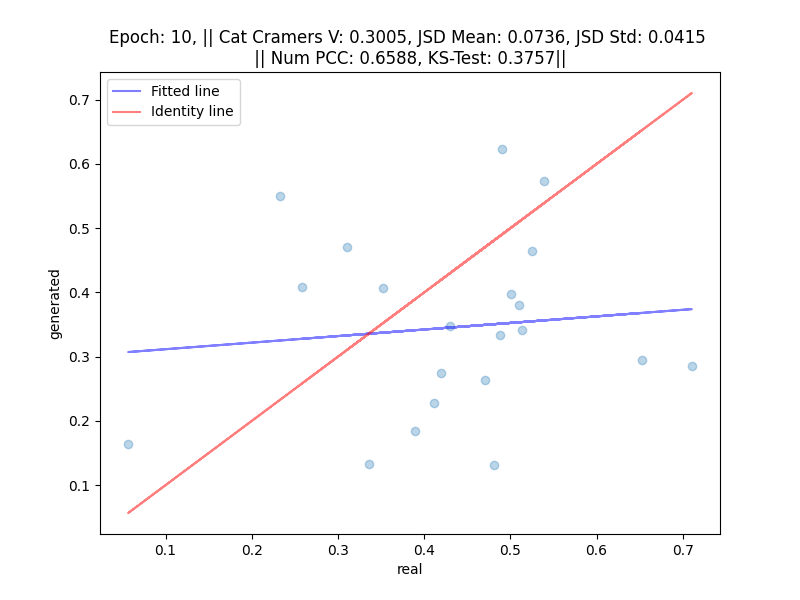 Epoch: 10, || Cat Cramers V: 0.3005, JSD Mean: 0.0736, JSD Std: 0.0415
|| Num PCC: 0.6588, KS-Test: 0.3757||
Fitted line
Identity line
generated
0.7
0.6
0.5
0.4
0.3
0.2
0.1
0.1 0.2 0.3 0.4 0.5 0.6 0.7
real